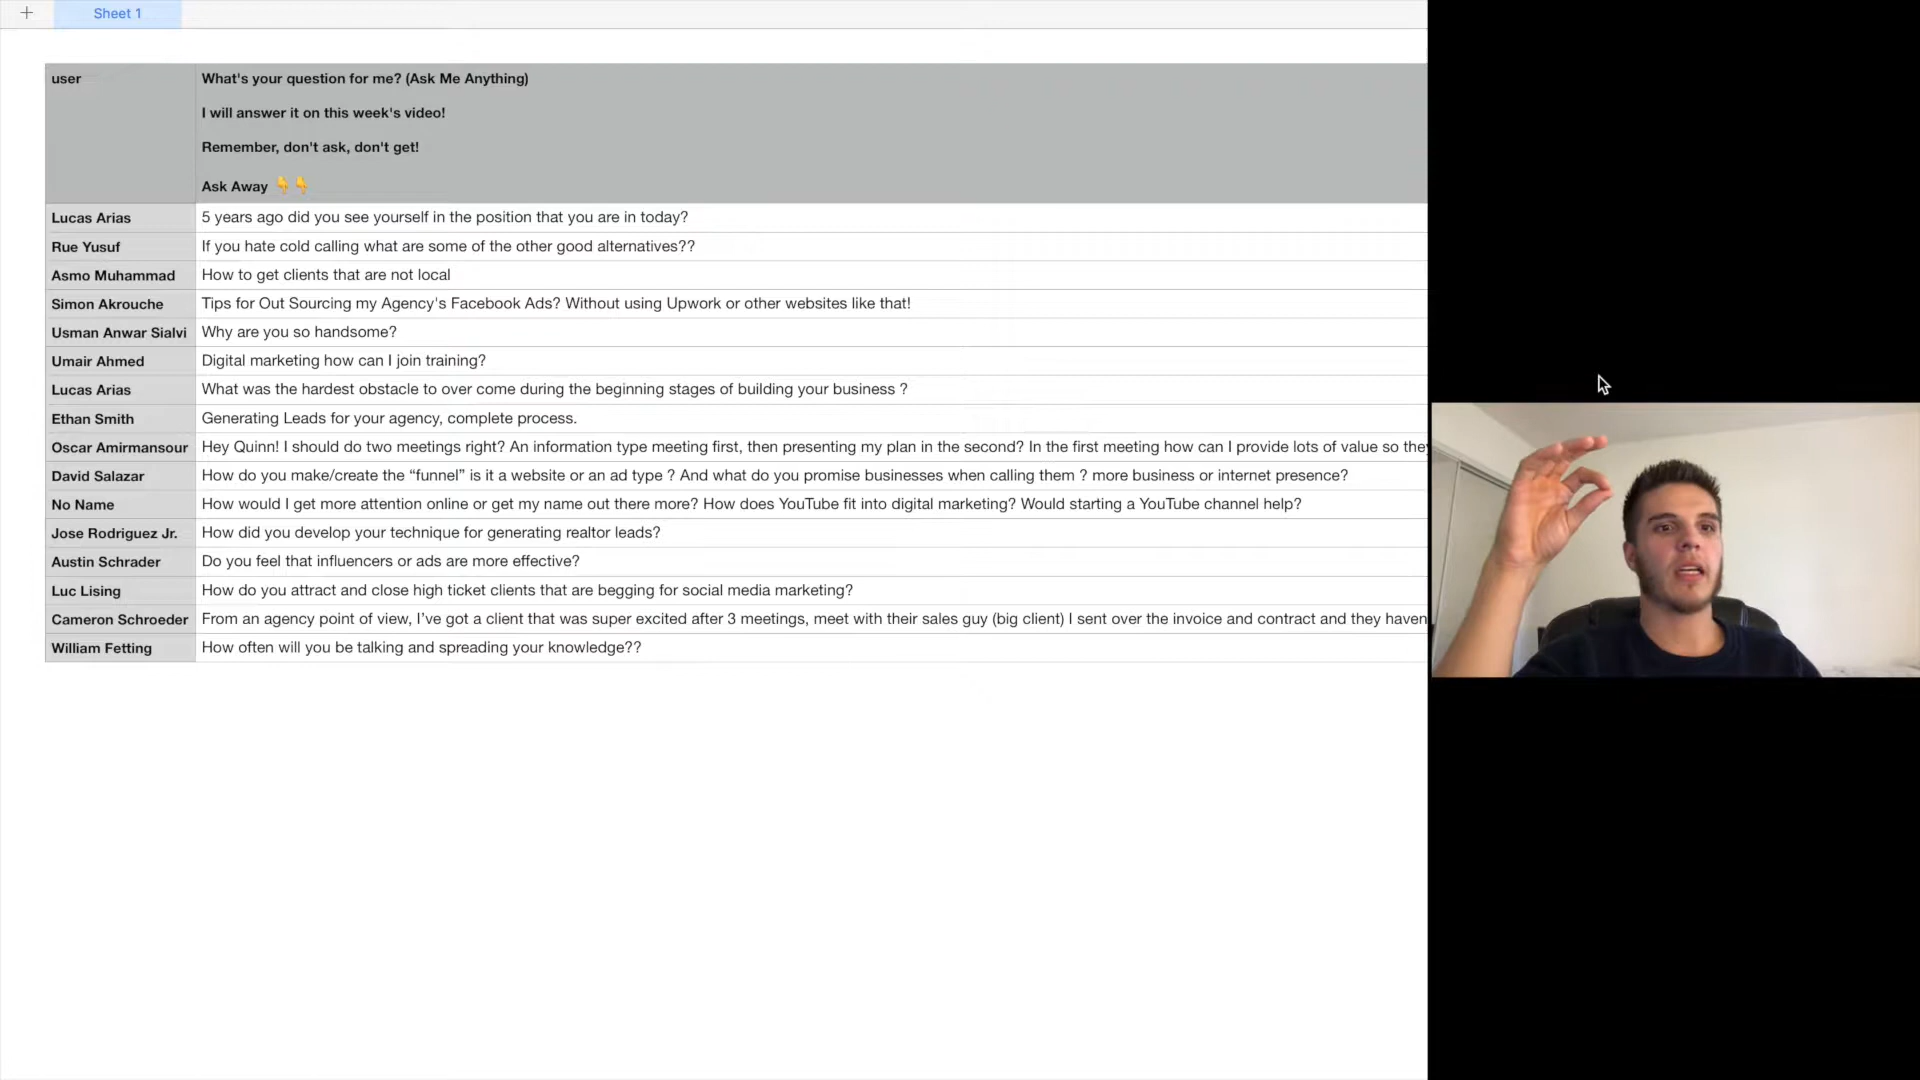 Sheet 1
user
What's your question for me? (Ask Me Anything)
I will answer it on this week's video!
Remember, don't ask, don't get!
Ask Away 👇👇
Lucas Arias 5 years ago did you see yourself in the position that you are in today?
Rue Yusuf If you hate cold calling what are some of the other good alternatives??
Asmo Muhammad How to get clients that are not local
Simon Akrouche Tips for Out Sourcing my Agency's Facebook Ads? Without using Upwork or other websites like that!
Usman Anwar Sialvi Why are you so handsome?
Umair Ahmed Digital marketing how can I join training?
Lucas Arias What was the hardest obstacle to over come during the beginning stages of building your business ?
Ethan Smith Generating Leads for your agency, complete process.
Oscar Amirmansour Hey Quinn! I should do two meetings right? An information type meeting first, then presenting my plan in the second? In the first meeting how can I provide lots of value so they
David Salazar How do you make/create the “funnel” is it a website or an ad type ? And what do you promise businesses when calling them ? more business or internet presence?
No Name How would I get more attention online or get my name out there more? How does YouTube fit into digital marketing? Would starting a YouTube channel help?
Jose Rodriguez Jr. How did you develop your technique for generating realtor leads?
Austin Schrader Do you feel that influencers or ads are more effective?
Luc Lising How do you attract and close high ticket clients that are begging for social media marketing?
Cameron Schroeder From an agency point of view, I’ve got a client that was super excited after 3 meetings, meet with their sales guy (big client) I sent over the invoice and contract and they haven
William Fetting How often will you be talking and spreading your knowledge??